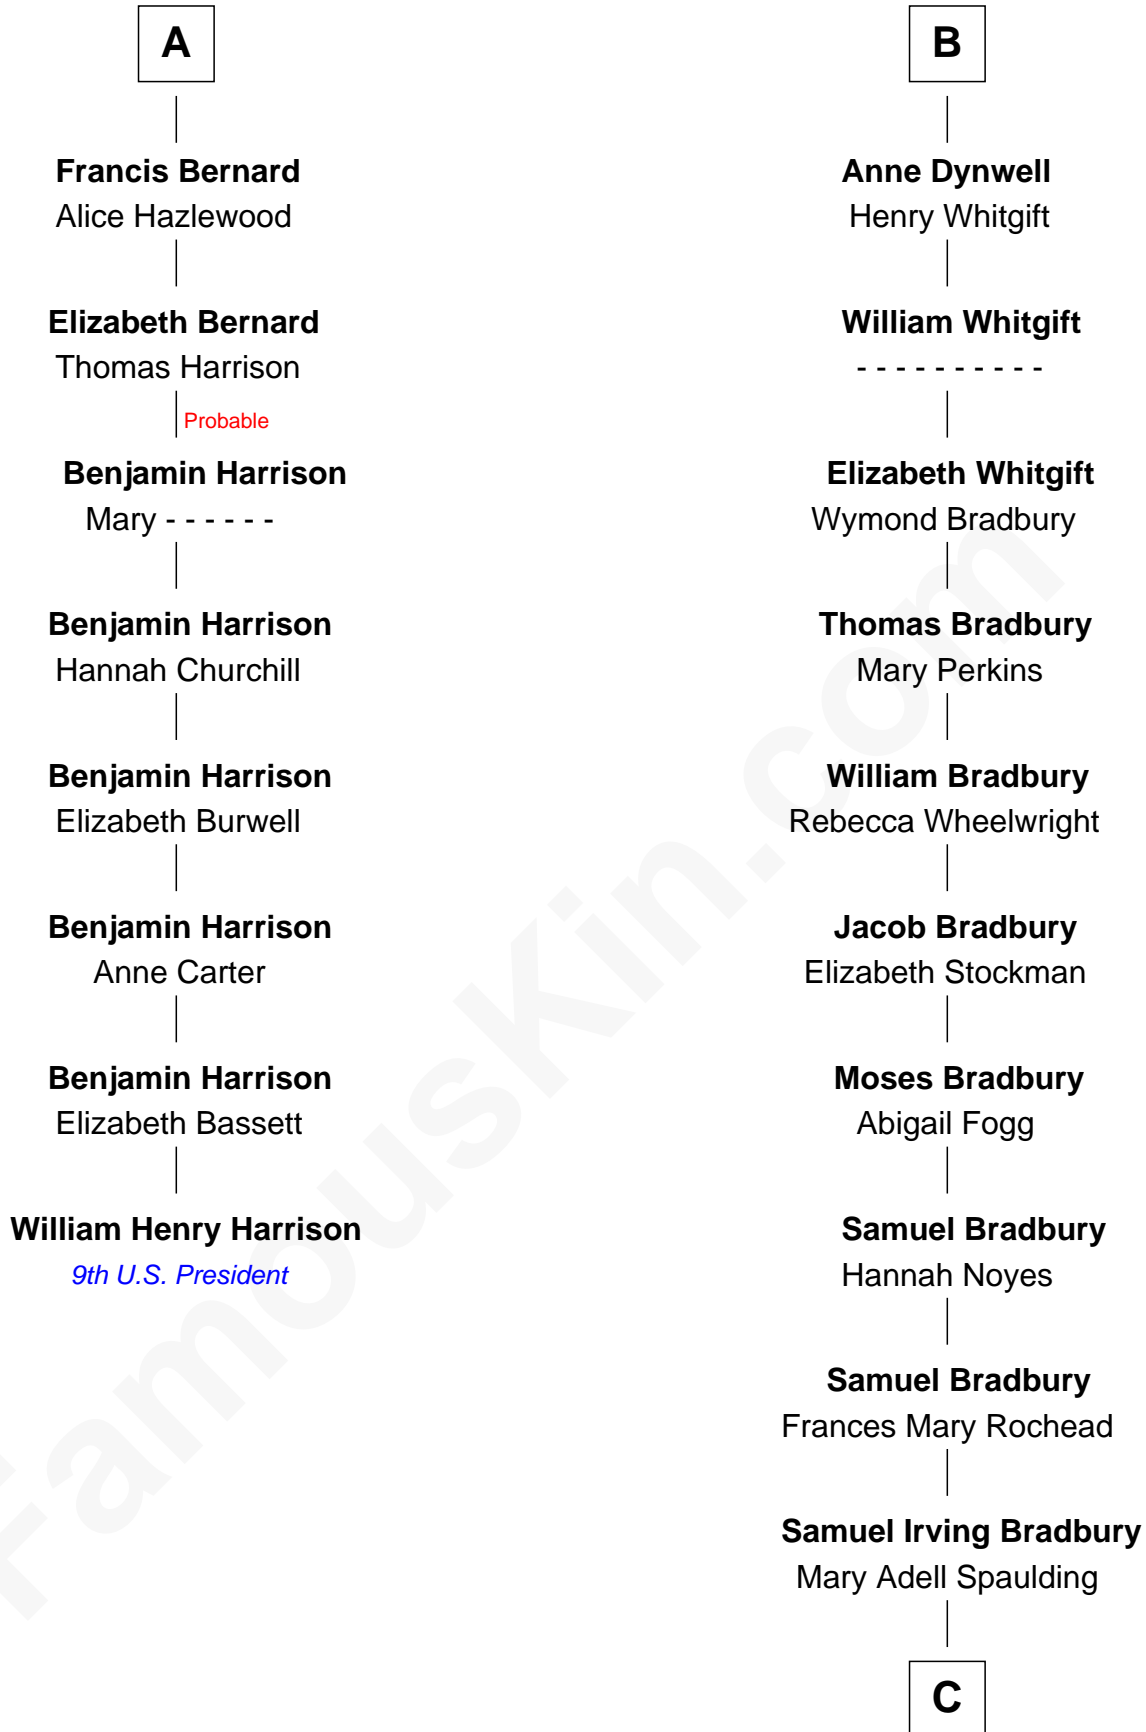 A
Francis Bernard
Alice Hazlewood
Elizabeth Bernard
Thomas Harrison
Probable
Benjamin Harrison
Mary - - - - - -
Benjamin Harrison
Hannah Churchill
Benjamin Harrison
Elizabeth Burwell
Benjamin Harrison
Anne Carter
Benjamin Harrison
Elizabeth Bassett
William Henry Harrison
9th U.S. President
B
Anne Dynwell
Henry Whitgift
William Whitgift
- - - - - - - - - -
Elizabeth Whitgift
Wymond Bradbury
Thomas Bradbury
Mary Perkins
William Bradbury
Rebecca Wheelwright
Jacob Bradbury
Elizabeth Stockman
Moses Bradbury
Abigail Fogg
Samuel Bradbury
Hannah Noyes
Samuel Bradbury
Frances Mary Rochead
Samuel Irving Bradbury
Mary Adell Spaulding
C
FamousKin.com